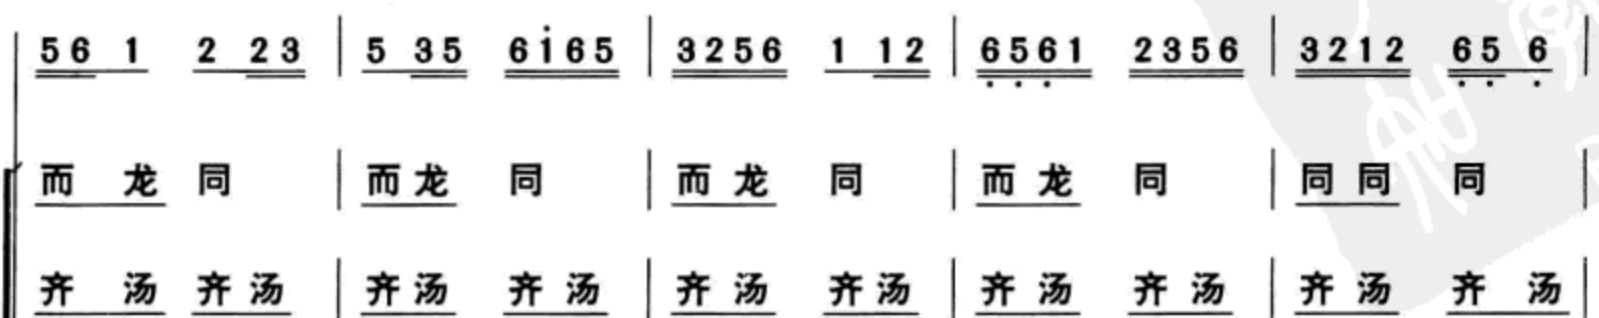 56 1 2 23 | 5 35 6i65 | 3256 1 12 | 6561 2356 | 3212 65 6 |
而 龙 同 | 而 龙 同 | 而 龙 同 | 而 龙 同 | 同 同 同 |
齐 汤 齐 汤 | 齐 汤 齐 汤 | 齐 汤 齐 汤 | 齐 汤 齐 汤 | 齐 汤 齐 汤 |